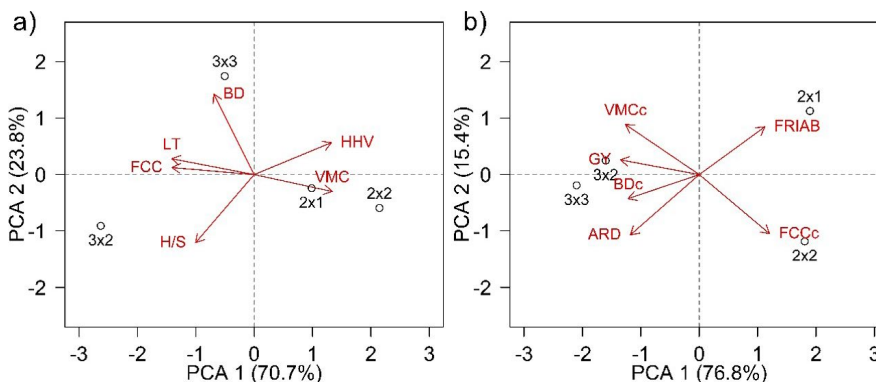 a)
3x3
BD
HHV
LT
FCC
VMC
2x1
2x2
H/S
3x2
PCA 2 (23.8%)
2
1
0
-1
-2
-3 -2 -1 0 1 2 3
PCA 1 (70.7%)
b)
2x1
VMCc
FRIAB
GY
3x2
BDc
3x3
ARD
FCCc
2x2
PCA 2 (15.4%)
2
1
0
-1
-2
-3 -2 -1 0 1 2 3
PCA 1 (76.8%)